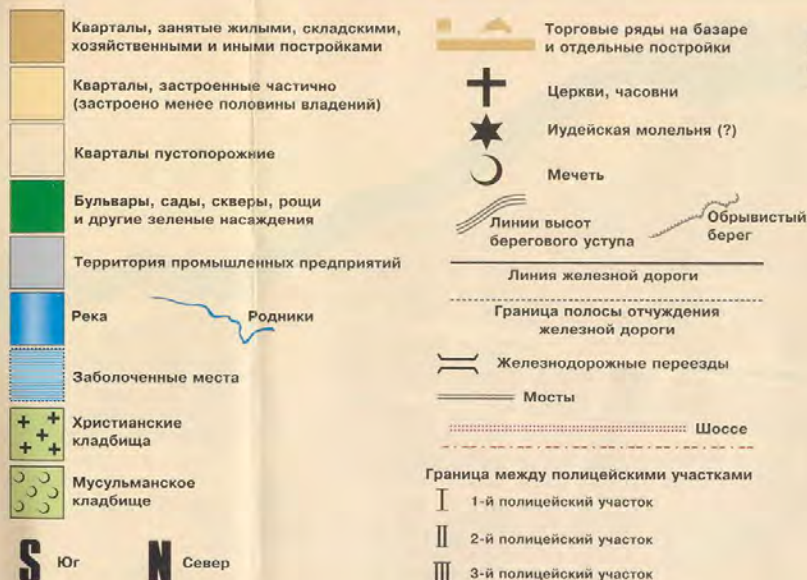 Кварталы, занятые жилыми, складскими,
хозяйственными и иными постройками
Кварталы, застроенные частично
(застроено менее половины владений)
Кварталы пустопорожние
Бульвары, сады, скверы, рощи
и другие зеленые насаждения
Территория промышленных предприятий
Река
Родники
Заболоченные места
Христианские
кладбища
Мусульманское
кладбище
S Юг
N Север
Торговые ряды на базаре
и отдельные постройки
Церкви, часовни
Иудейская молельня (?)
Мечеть
Линии высот
берегового уступа
Обрывистый
берег
Линия железной дороги
Граница полосы отчуждения
железной дороги
Железнодорожные переезды
Мосты
Шоссе
Граница между полицейскими участками
I 1-й полицейский участок
II 2-й полицейский участок
III 3-й полицейский участок